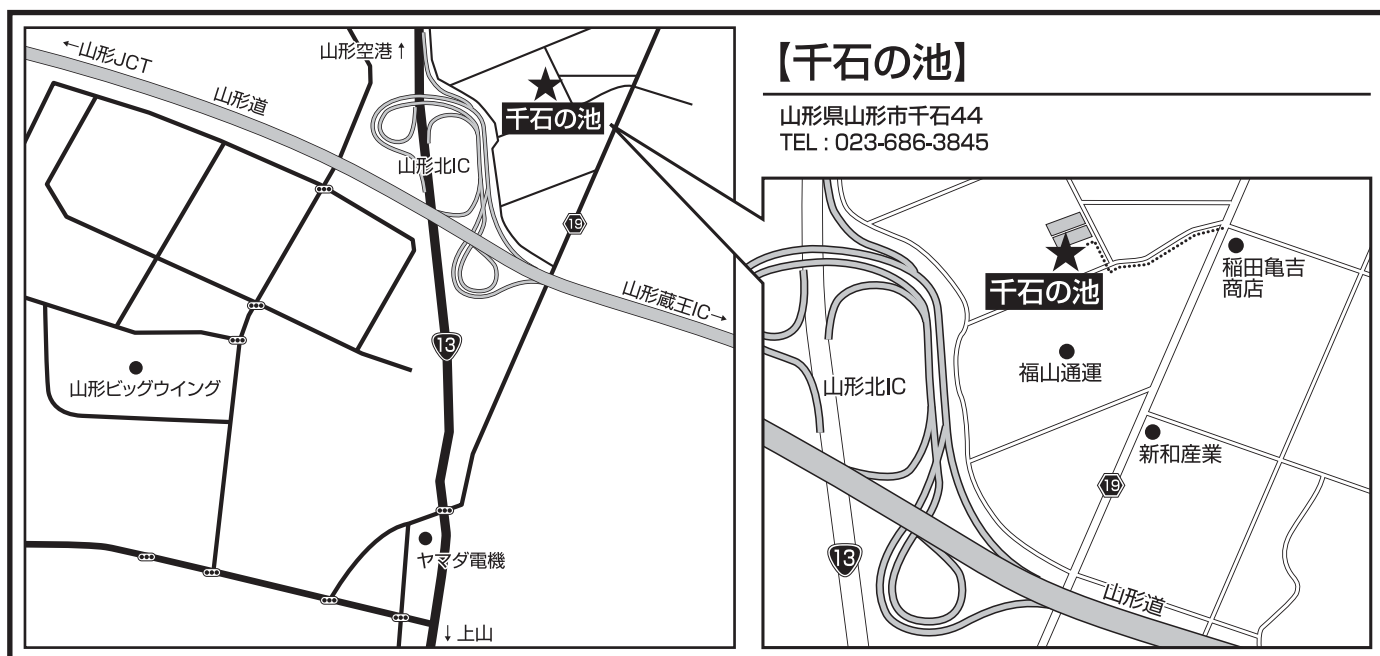 ←山形JCT
山形空港↑
山形道
千石の池
山形北IC
19
山形蔵王IC→
13
山形ビッグウイング
ヤマダ電機
↓上山
【千石の池】
山形県山形市千石44
TEL : 023-686-3845
千石の池
稲田亀吉
商店
福山通運
山形北IC
新和産業
19
13
山形道